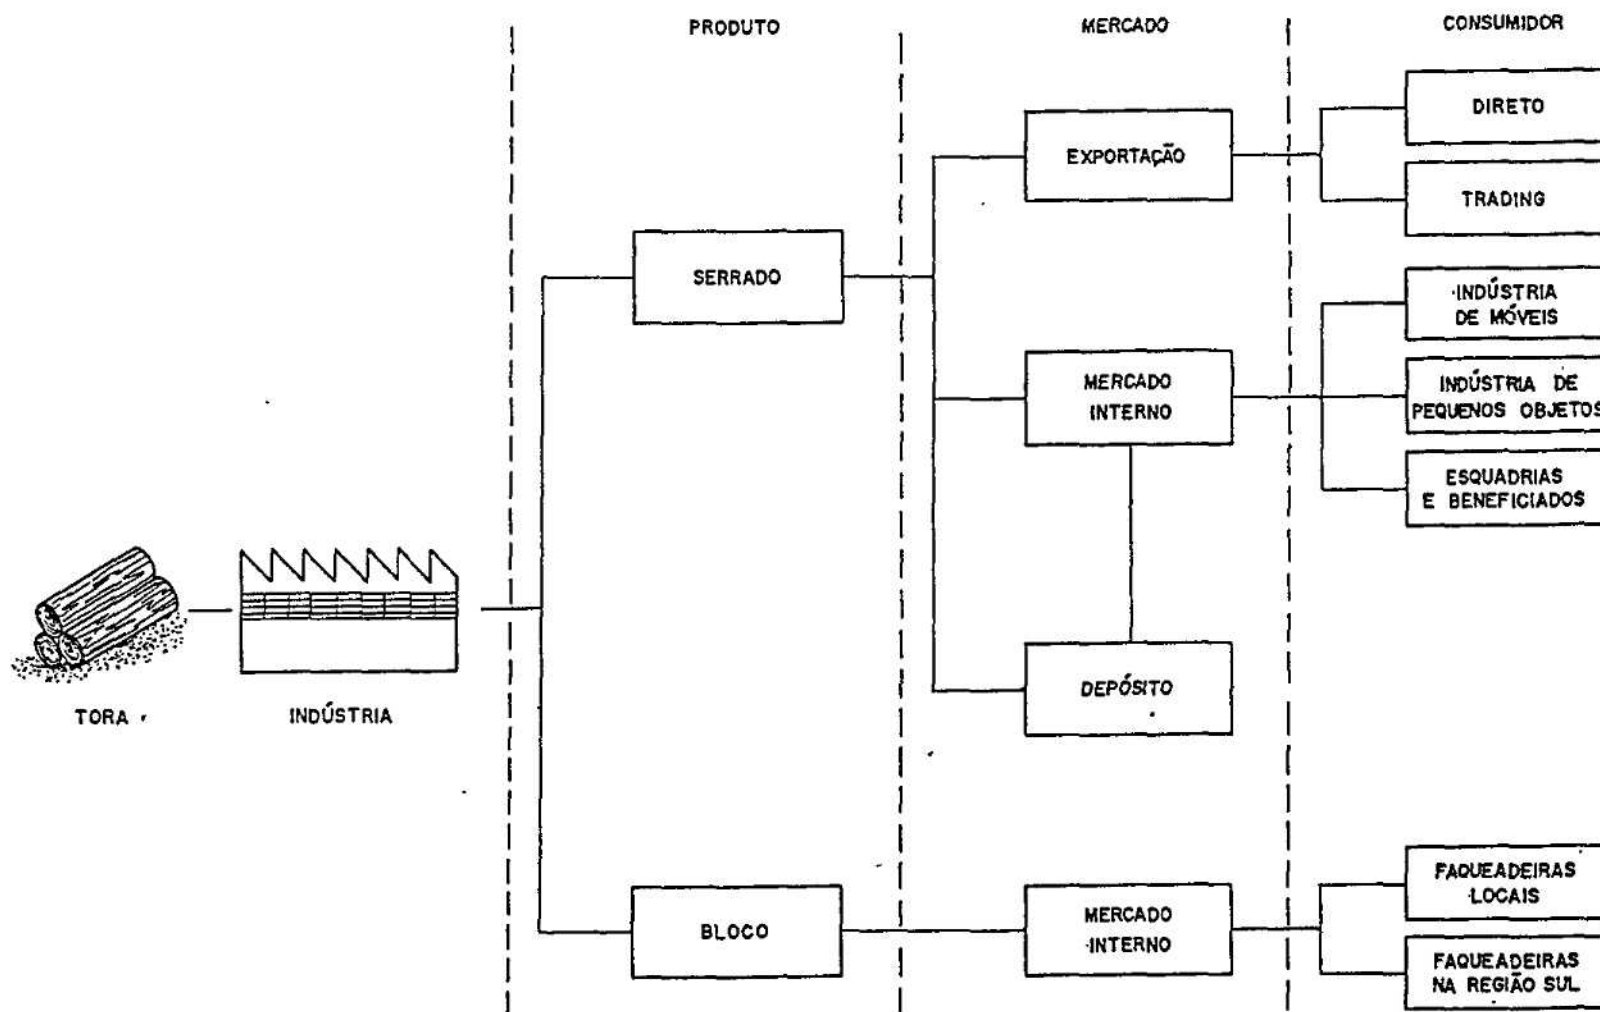 PRODUTO
MERCADO
CONSUMIDOR
DIRETO
EXPORTAÇÃO
TRADING
SERRADO
INDÚSTRIA
DE MÓVEIS
MERCADO
INTERNO
INDÚSTRIA DE
PEQUENOS OBJETOS
ESQUADRIAS
E BENEFICIADOS
DEPÓSITO
TORA
INDÚSTRIA
BLOCO
MERCADO
INTERNO
FAQUEADEIRAS
LOCAIS
FAQUEADEIRAS
NA REGIÃO SUL